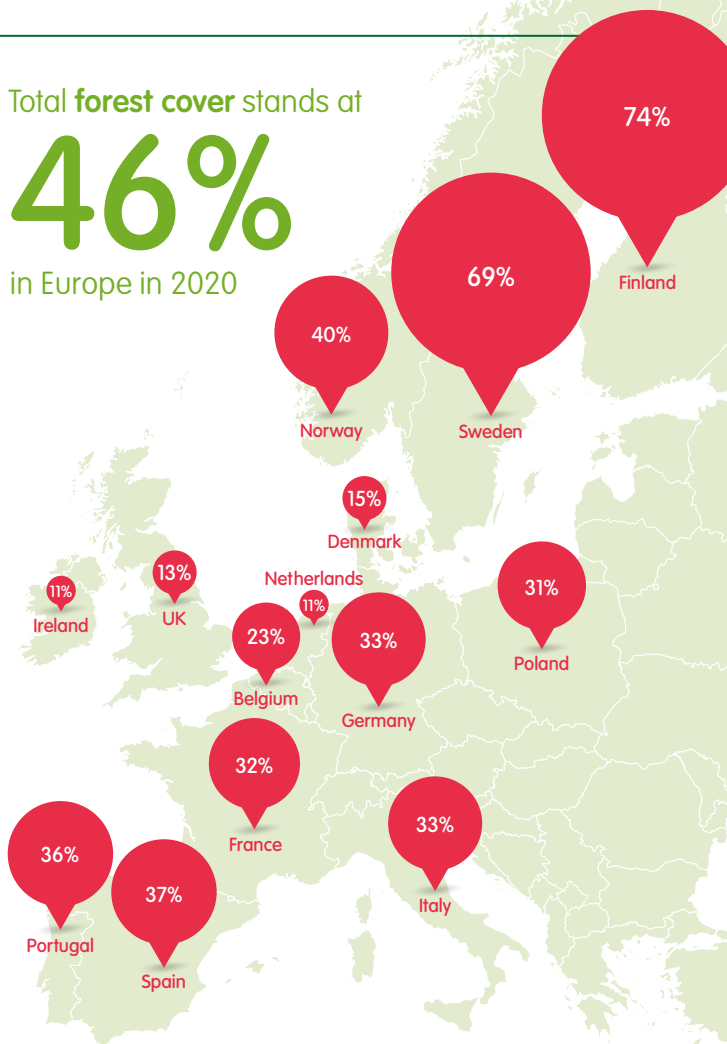 Total forest cover stands at
46%
in Europe in 2020
74%
Finland
69%
Sweden
40%
Norway
15%
Denmark
11%
Ireland
13%
UK
Netherlands
11%
23%
Belgium
33%
Germany
31%
Poland
32%
France
33%
Italy
36%
Portugal
37%
Spain